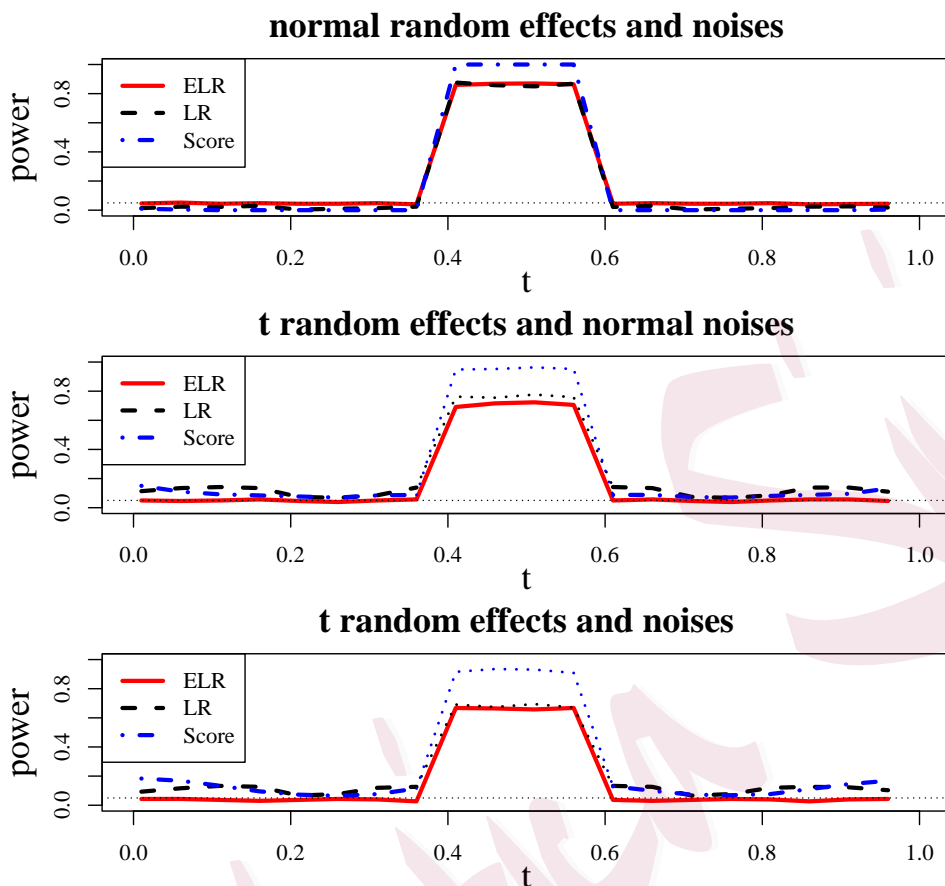 normal random effects and noises
ELR
LR
Score
power
0.0 0.4 0.8
0.0 0.2 0.4 0.6 0.8 1.0
t
t random effects and normal noises
ELR
LR
Score
power
0.0 0.4 0.8
0.0 0.2 0.4 0.6 0.8 1.0
t
t random effects and noises
ELR
LR
Score
power
0.0 0.4 0.8
0.0 0.2 0.4 0.6 0.8 1.0
t